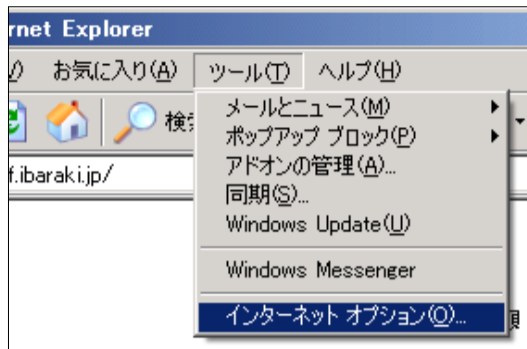 rnet Explorer
お気に入り(A) ツール(T) ヘルプ(H)
メールとニュース(M)
ポップアップ ブロック(P)
アドオンの管理(A)...
同期(S)...
Windows Update(U)
Windows Messenger
インターネット オプション(O)...
検
f.ibaraki.jp/